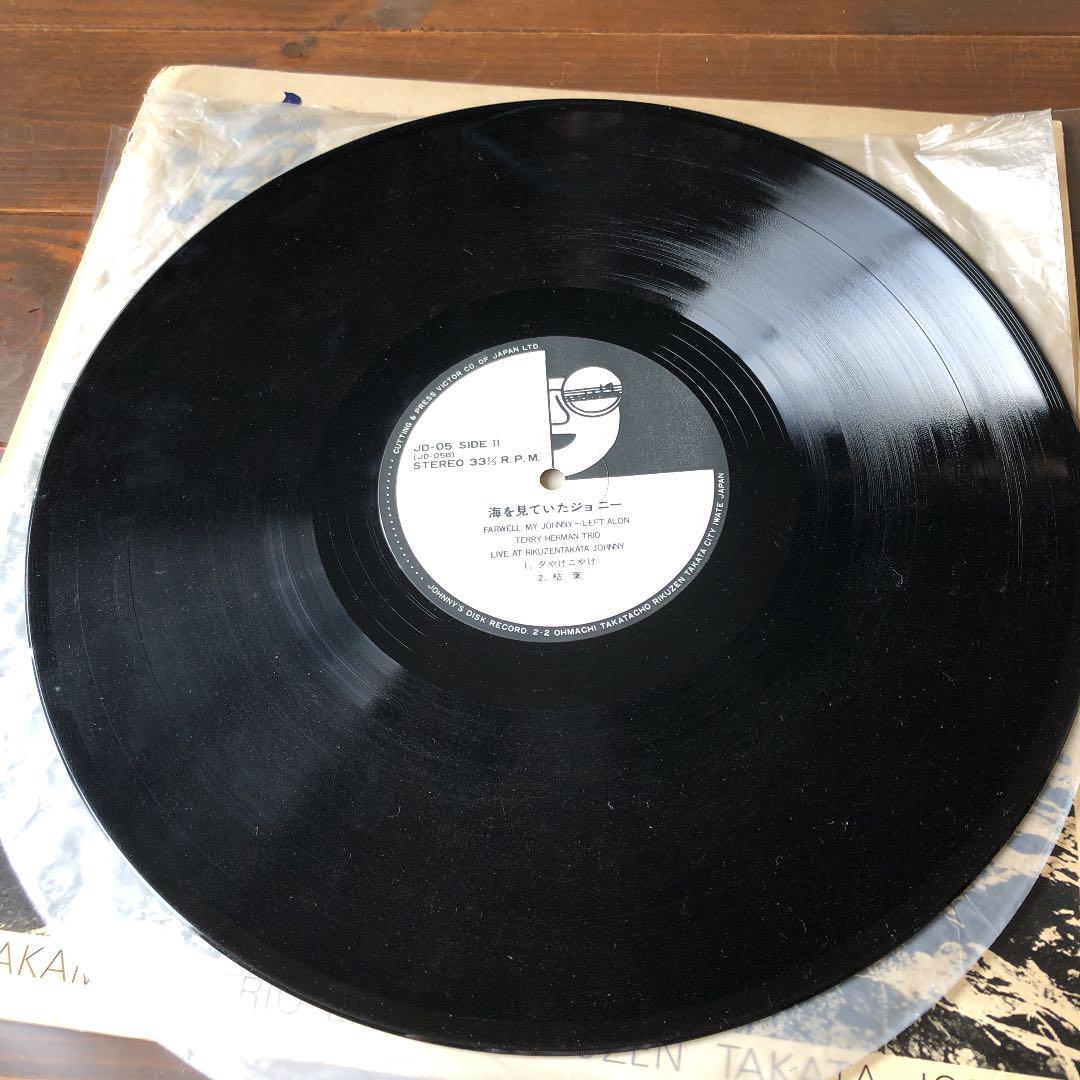 CUTTING & PRESS VICTOR CO. OF JAPAN LTD.
JD-05 SIDE II
(JD-05B)
STEREO 33⅓ R.P.M.
海を見ていたジョニー
FARWELL MY JOHNNY—LEFT ALON
TERRY HERMAN TRIO
LIVE AT RIKUZENTAKATA JOHNNY
1. 夕やけこやけ
2. 枯葉
JOHNNY'S DISK RECORD. 2-2 OHMACHI TAKATACHO RIKUZEN TAKATA CITY IWATE JAPAN
TRIO
TAKATA